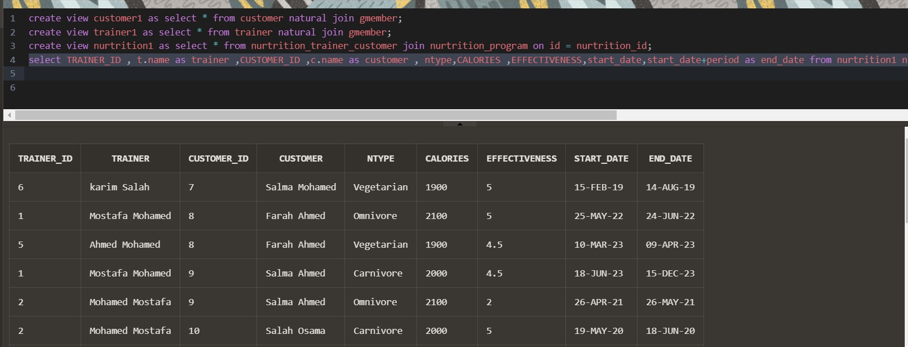 1 create view customer1 as select * from customer natural join gmember;
2 create view trainer1 as select * from trainer natural join gmember;
3 create view nurtrition1 as select * from nurtrition_trainer_customer join nurtrition_program on id = nurtrition_id;
4 select TRAINER_ID , t.name as trainer ,CUSTOMER_ID ,c.name as customer , ntype,CALORIES ,EFFECTIVENESS,start_date,start_date+period as end_date from nurtrition1 n
5
6
TRAINER_ID TRAINER CUSTOMER_ID CUSTOMER NTYPE CALORIES EFFECTIVENESS START_DATE END_DATE
6 karim Salah 7 Salma Mohamed Vegetarian 1900 5 15-FEB-19 14-AUG-19
1 Mostafa Mohamed 8 Farah Ahmed Omnivore 2100 5 25-MAY-22 24-JUN-22
5 Ahmed Mohamed 8 Farah Ahmed Vegetarian 1900 4.5 10-MAR-23 09-APR-23
1 Mostafa Mohamed 9 Salma Ahmed Carnivore 2000 4.5 18-JUN-23 15-DEC-23
2 Mohamed Mostafa 9 Salma Ahmed Omnivore 2100 2 26-APR-21 26-MAY-21
2 Mohamed Mostafa 10 Salah Osama Carnivore 2000 5 19-MAY-20 18-JUN-20